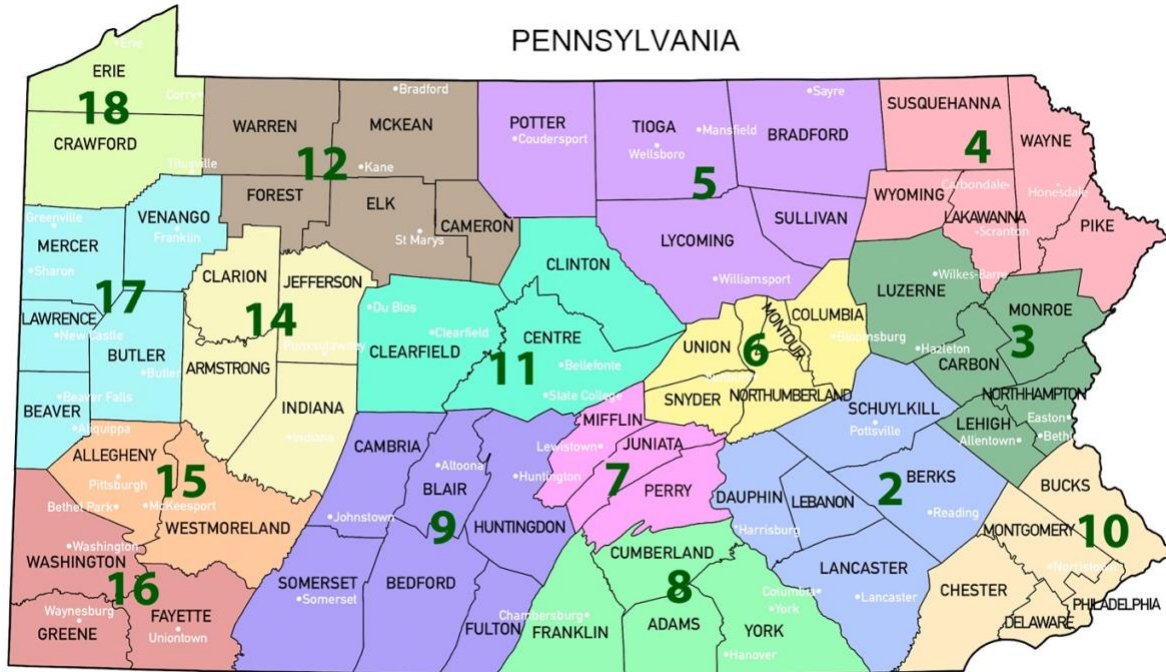 PENNSYLVANIA
Erie
ERIE
Corry
18
CRAWFORD
Titusville
WARREN
MCKEAN
Bradford
12
Kane
FOREST
ELK
CAMERON
St Marys
POTTER
Coudersport
TIOGA
Mansfield
Wellsboro
BRADFORD
Sayre
5
SULLIVAN
LYCOMING
Williamsport
SUSQUEHANNA
4
WAYNE
WYOMING
Carbondale
Honesdale
LAKAWANNA
Scranton
PIKE
Greenville
MERCER
Sharon
VENANGO
Franklin
17
LAWRENCE
New Castle
BUTLER
Butler
BEAVER
Beaver Falls
Aliquippa
CLARION
JEFFERSON
14
Punxsutawney
ARMSTRONG
INDIANA
Indiana
CLINTON
Du Bios
CLEARFIELD
Clearfield
CENTRE
11
Bellefonte
State College
UNION
6
MONTOUR
COLUMBIA
Bloomsburg
SNYDER
NORTHUMBERLAND
Wilkes-Barre
LUZERNE
Hazleton
MONROE
3
CARBON
NORTHHAMPTON
LEHIGH
Easton
Allentown
Beth
ALLEGHENY
Pittsburgh
15
Bethel Park
McKeesport
WESTMORELAND
Washington
WASHINGTON
16
Waynesburg
GREENE
FAYETTE
Uniontown
CAMBRIA
Altoona
BLAIR
Johnstown
9
Huntington
HUNTINGDON
SOMERSET
Somerset
BEDFORD
FULTON
MIFFLIN
Lewistown
JUNIATA
7
PERRY
SCHUYLKILL
Pottsville
DAUPHIN
LEBANON
2
BERKS
Reading
Harrisburg
LANCASTER
Lancaster
Columbia
CUMBERLAND
8
Chambersburg
FRANKLIN
ADAMS
York
YORK
Hanover
BUCKS
MONTGOMERY
10
Norristown
CHESTER
DELAWARE
PHILADELPHIA